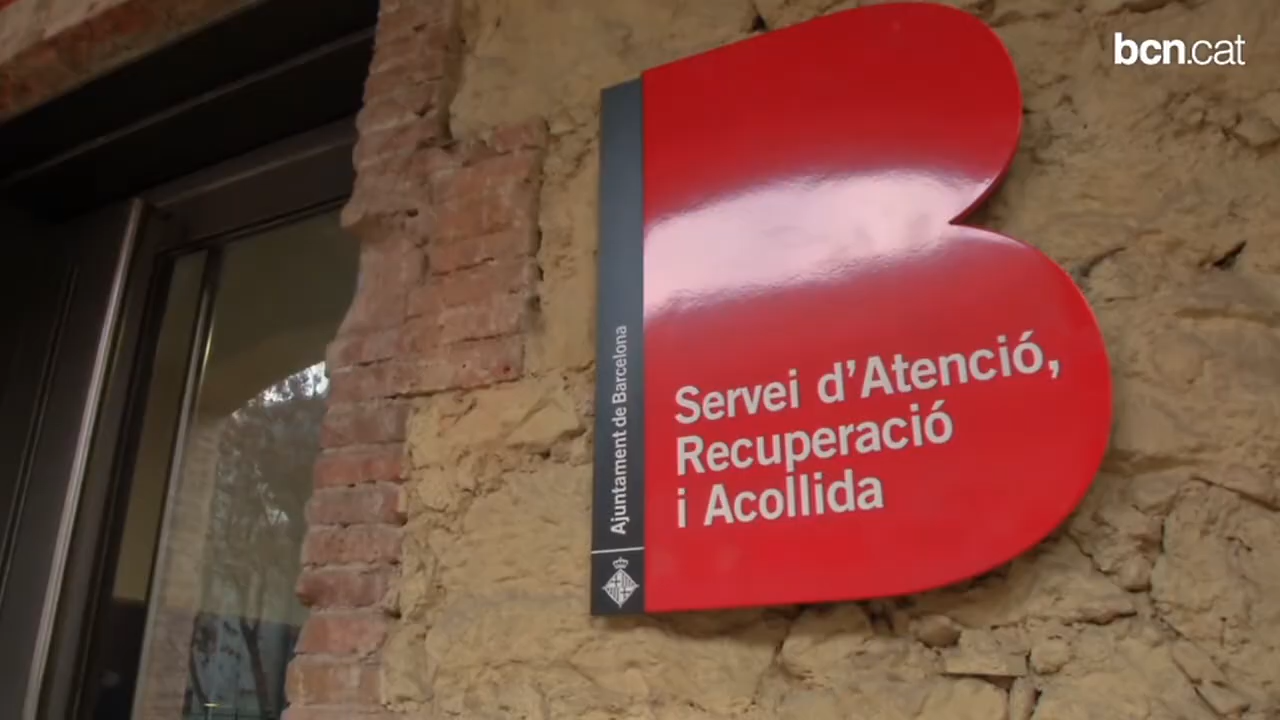 bcn.cat
Ajuntament de Barcelona
Servei d'Atenció,
Recuperació
i Acollida